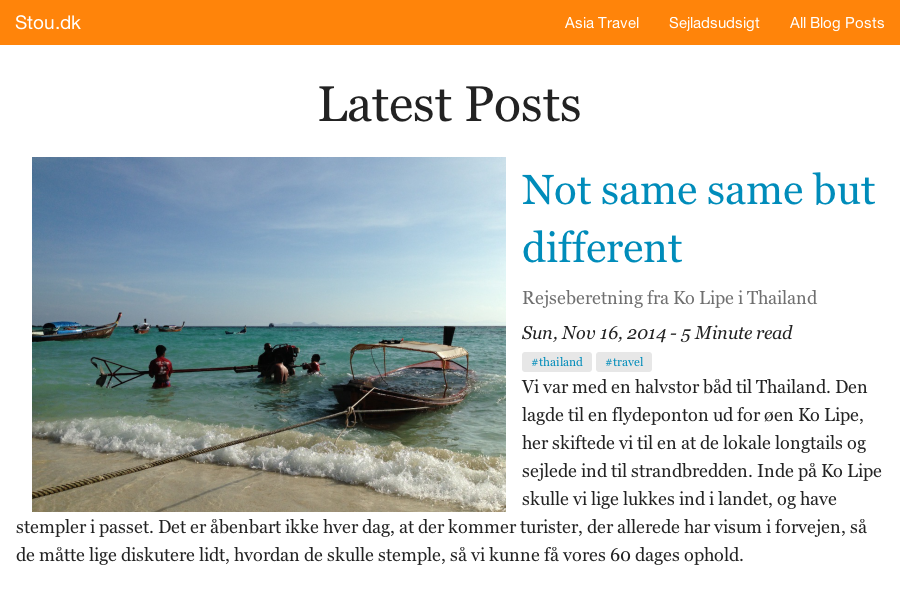 Stou.dk
Asia Travel
Sejladsudsigt
All Blog Posts
Latest Posts
Not same same but
different
Rejseberetning fra Ko Lipe i Thailand
Sun, Nov 16, 2014 - 5 Minute read
#thailand #travel
Vi var med en halvstor båd til Thailand. Den
lagde til en flydeponton ud for øen Ko Lipe,
her skiftede vi til en at de lokale longtails og
sejlede ind til strandbredden. Inde på Ko Lipe
skulle vi lige lukkes ind i landet, og have
stempler i passet. Det er åbenbart ikke hver dag, at der kommer turister, der allerede har visum i forvejen, så
de måtte lige diskutere lidt, hvordan de skulle stemple, så vi kunne få vores 60 dages ophold.